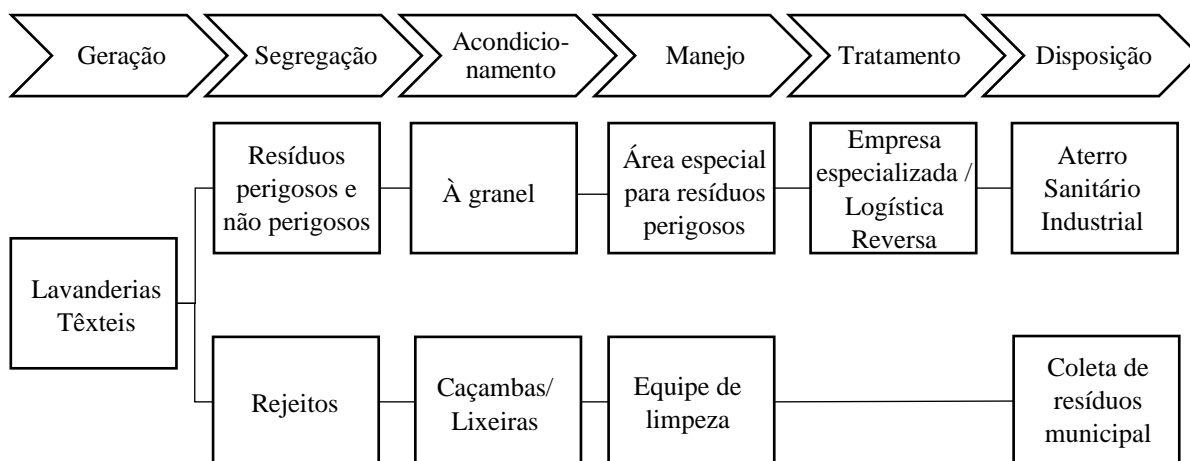 Geração
Segregação
Acondicio-
namento
Manejo
Tratamento
Disposição
Resíduos
perigosos e
não perigosos
À granel
Área especial
para resíduos
perigosos
Empresa
especializada /
Logística
Reversa
Aterro
Sanitário
Industrial
Lavanderias
Têxteis
Rejeitos
Caçambas/
Lixeiras
Equipe de
limpeza
Coleta de
resíduos
municipal